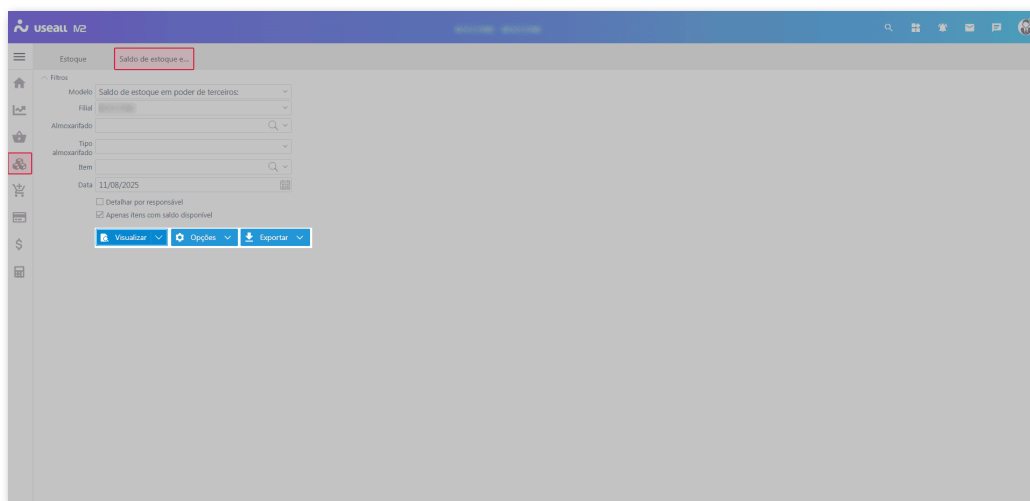 useall M2
Estoque
Saldo de estoque e...
Filtros
Modelo Saldo de estoque em poder de terceiros:
Filial
Almoxarifado
Tipo
almoxarifado
Bem
Data 11/08/2025
Detalhar por responsável
Apenas itens com saldo disponível
Visualizar Opções Exportar